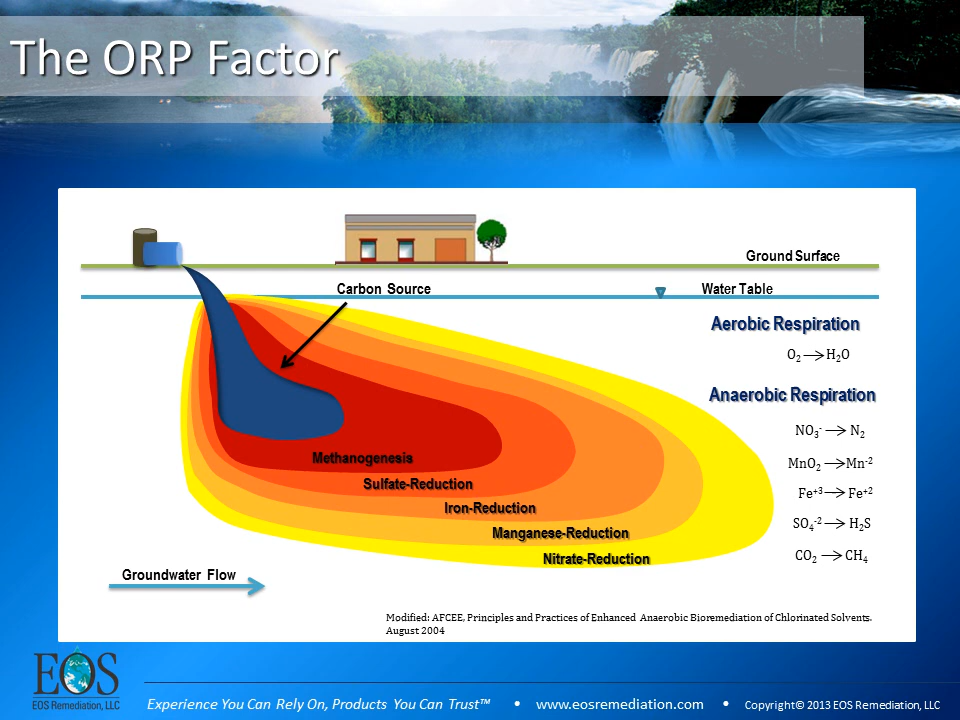 The ORP Factor
Ground Surface
Carbon Source
Water Table
Aerobic Respiration
O₂ → H₂O
Anaerobic Respiration
NO₃⁻ → N₂
MnO₂ → Mn⁻²
Fe⁺³ → Fe⁺²
SO₄⁻² → H₂S
CO₂ → CH₄
Methanogenesis
Sulfate-Reduction
Iron-Reduction
Manganese-Reduction
Nitrate-Reduction
Groundwater Flow
Modified: AFCEE, Principles and Practices of Enhanced Anaerobic Bioremediation of Chlorinated Solvents.
August 2004
EOS
EOS Remediation, LLC
Experience You Can Rely On, Products You Can Trust™ • www.eosremediation.com • Copyright© 2013 EOS Remediation, LLC